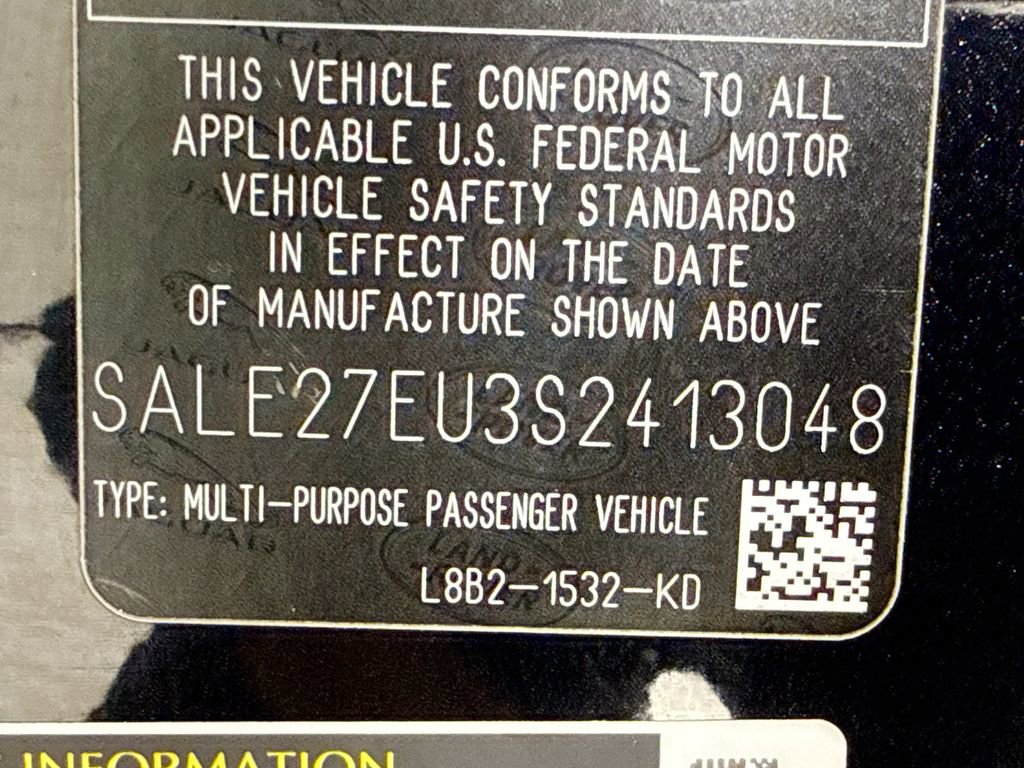 THIS VEHICLE CONFORMS TO ALL
APPLICABLE U.S. FEDERAL MOTOR
VEHICLE SAFETY STANDARDS
IN EFFECT ON THE DATE
OF MANUFACTURE SHOWN ABOVE
SALE27EU3S2413048
TYPE: MULTI-PURPOSE PASSENGER VEHICLE
L8B2-1532-KD
INFORMATION